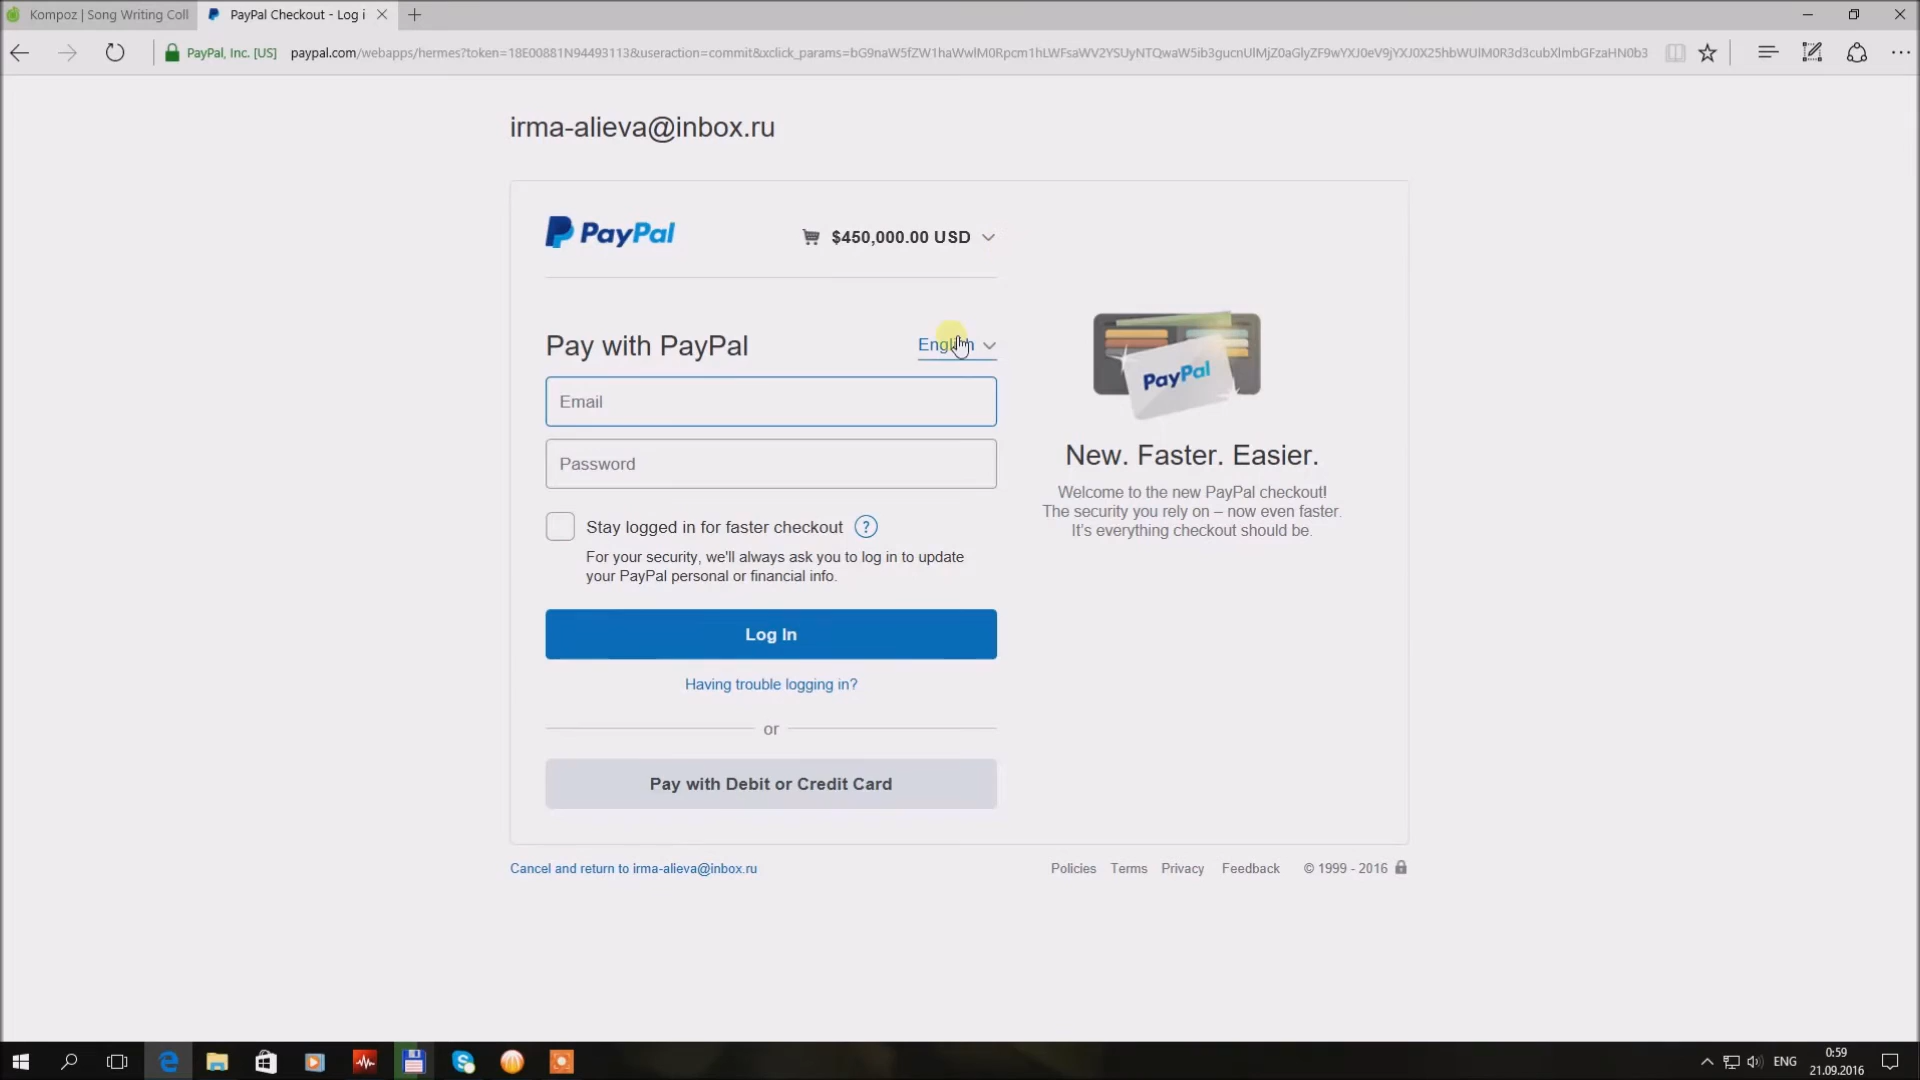 Kompoz | Song Writing Coll
PayPal Checkout - Log i
PayPal, Inc. [US]
paypal.com/webapps/hermes?token=18E00881N94493113&useraction=commit&xclick_params=
irma-alieva@inbox.ru
PayPal
$450,000.00 USD
Pay with PayPal
English
Email
Password
Stay logged in for faster checkout ?
For your security, we'll always ask you to log in to update
your PayPal personal or financial info.
Log In
Having trouble logging in?
or
Pay with Debit or Credit Card
PayPal
New. Faster. Easier.
Welcome to the new PayPal checkout!
The security you rely on – now even faster.
It's everything checkout should be.
Cancel and return to irma-alieva@inbox.ru
Policies Terms Privacy Feedback © 1999 - 2016
ENG
0:59
21.09.2016